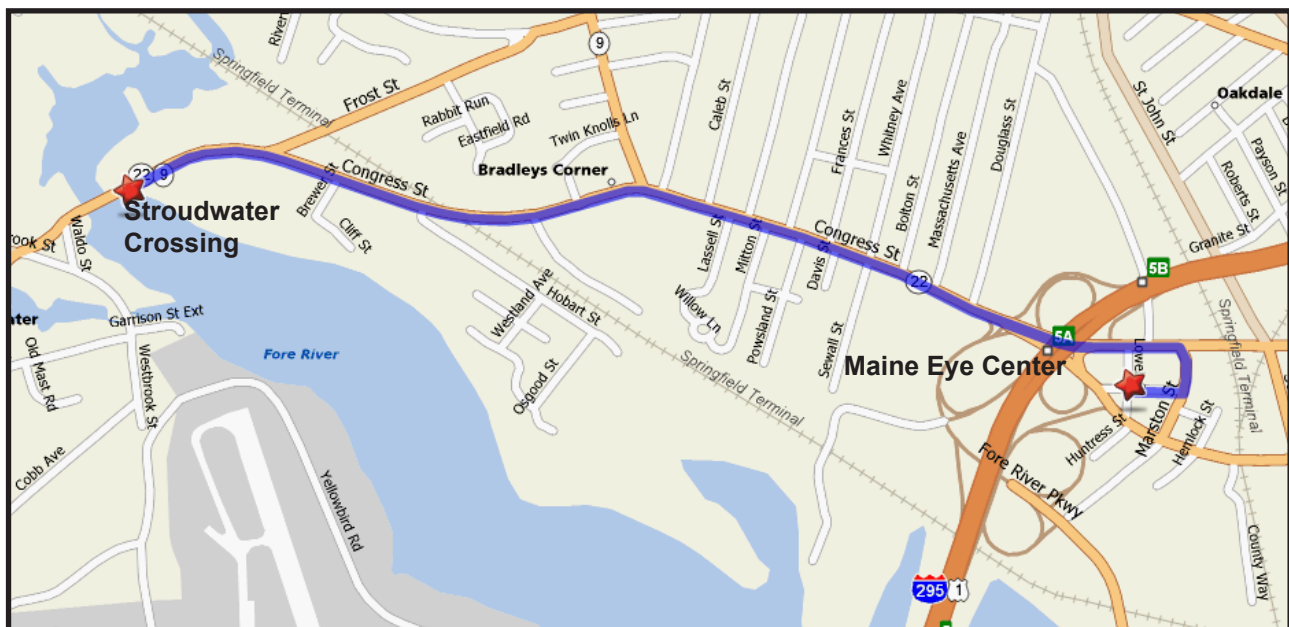 River
Springfield Terminal
Frost St
9
Rabbit Run
Eastfield Rd
Twin Knolls Ln
Bradleys Corner
Caleb St
Frances St
Whitney Ave
Bolton St
Massachusetts Ave
Douglass St
St John St
Oakdale
Payson St
Roberts St
Granite St
22
9
Stroudwater
Crossing
Brewer St
Cliff St
Congress St
Waldo St
brook St
Lassell St
Milton St
Willow Ln
Powsland St
Davis St
Sewall St
Congress St
22
5B
5A
Lowe
Maine Eye Center
Springfield Terminal
Garrison St Ext
ater
Old Mast Rd
Westbrook St
Cobb Ave
Fore River
Westland Ave
Hobart St
Osgood St
Springfield Terminal
Yellowbird Rd
Huntress St
Marston St
Hemlock St
Fore River Pkwy
County Way
295
1